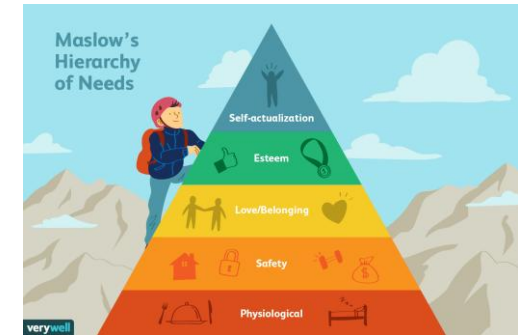 Maslow's
Hierarchy
of Needs
Self-actualization
Esteem
Love/Belonging
Safety
$
Physiological
verywell